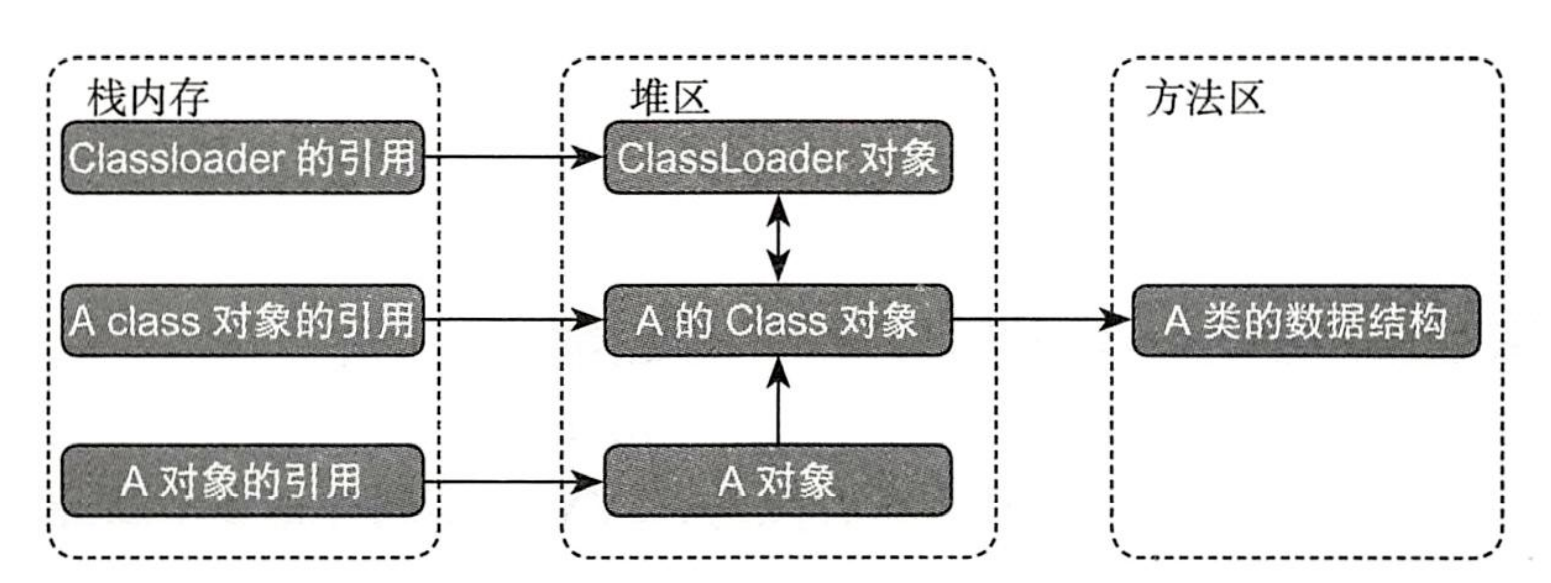 栈内存
Classloader 的引用
A class 对象的引用
A 对象的引用
堆区
ClassLoader 对象
A 的 Class 对象
A 对象
方法区
A 类的数据结构